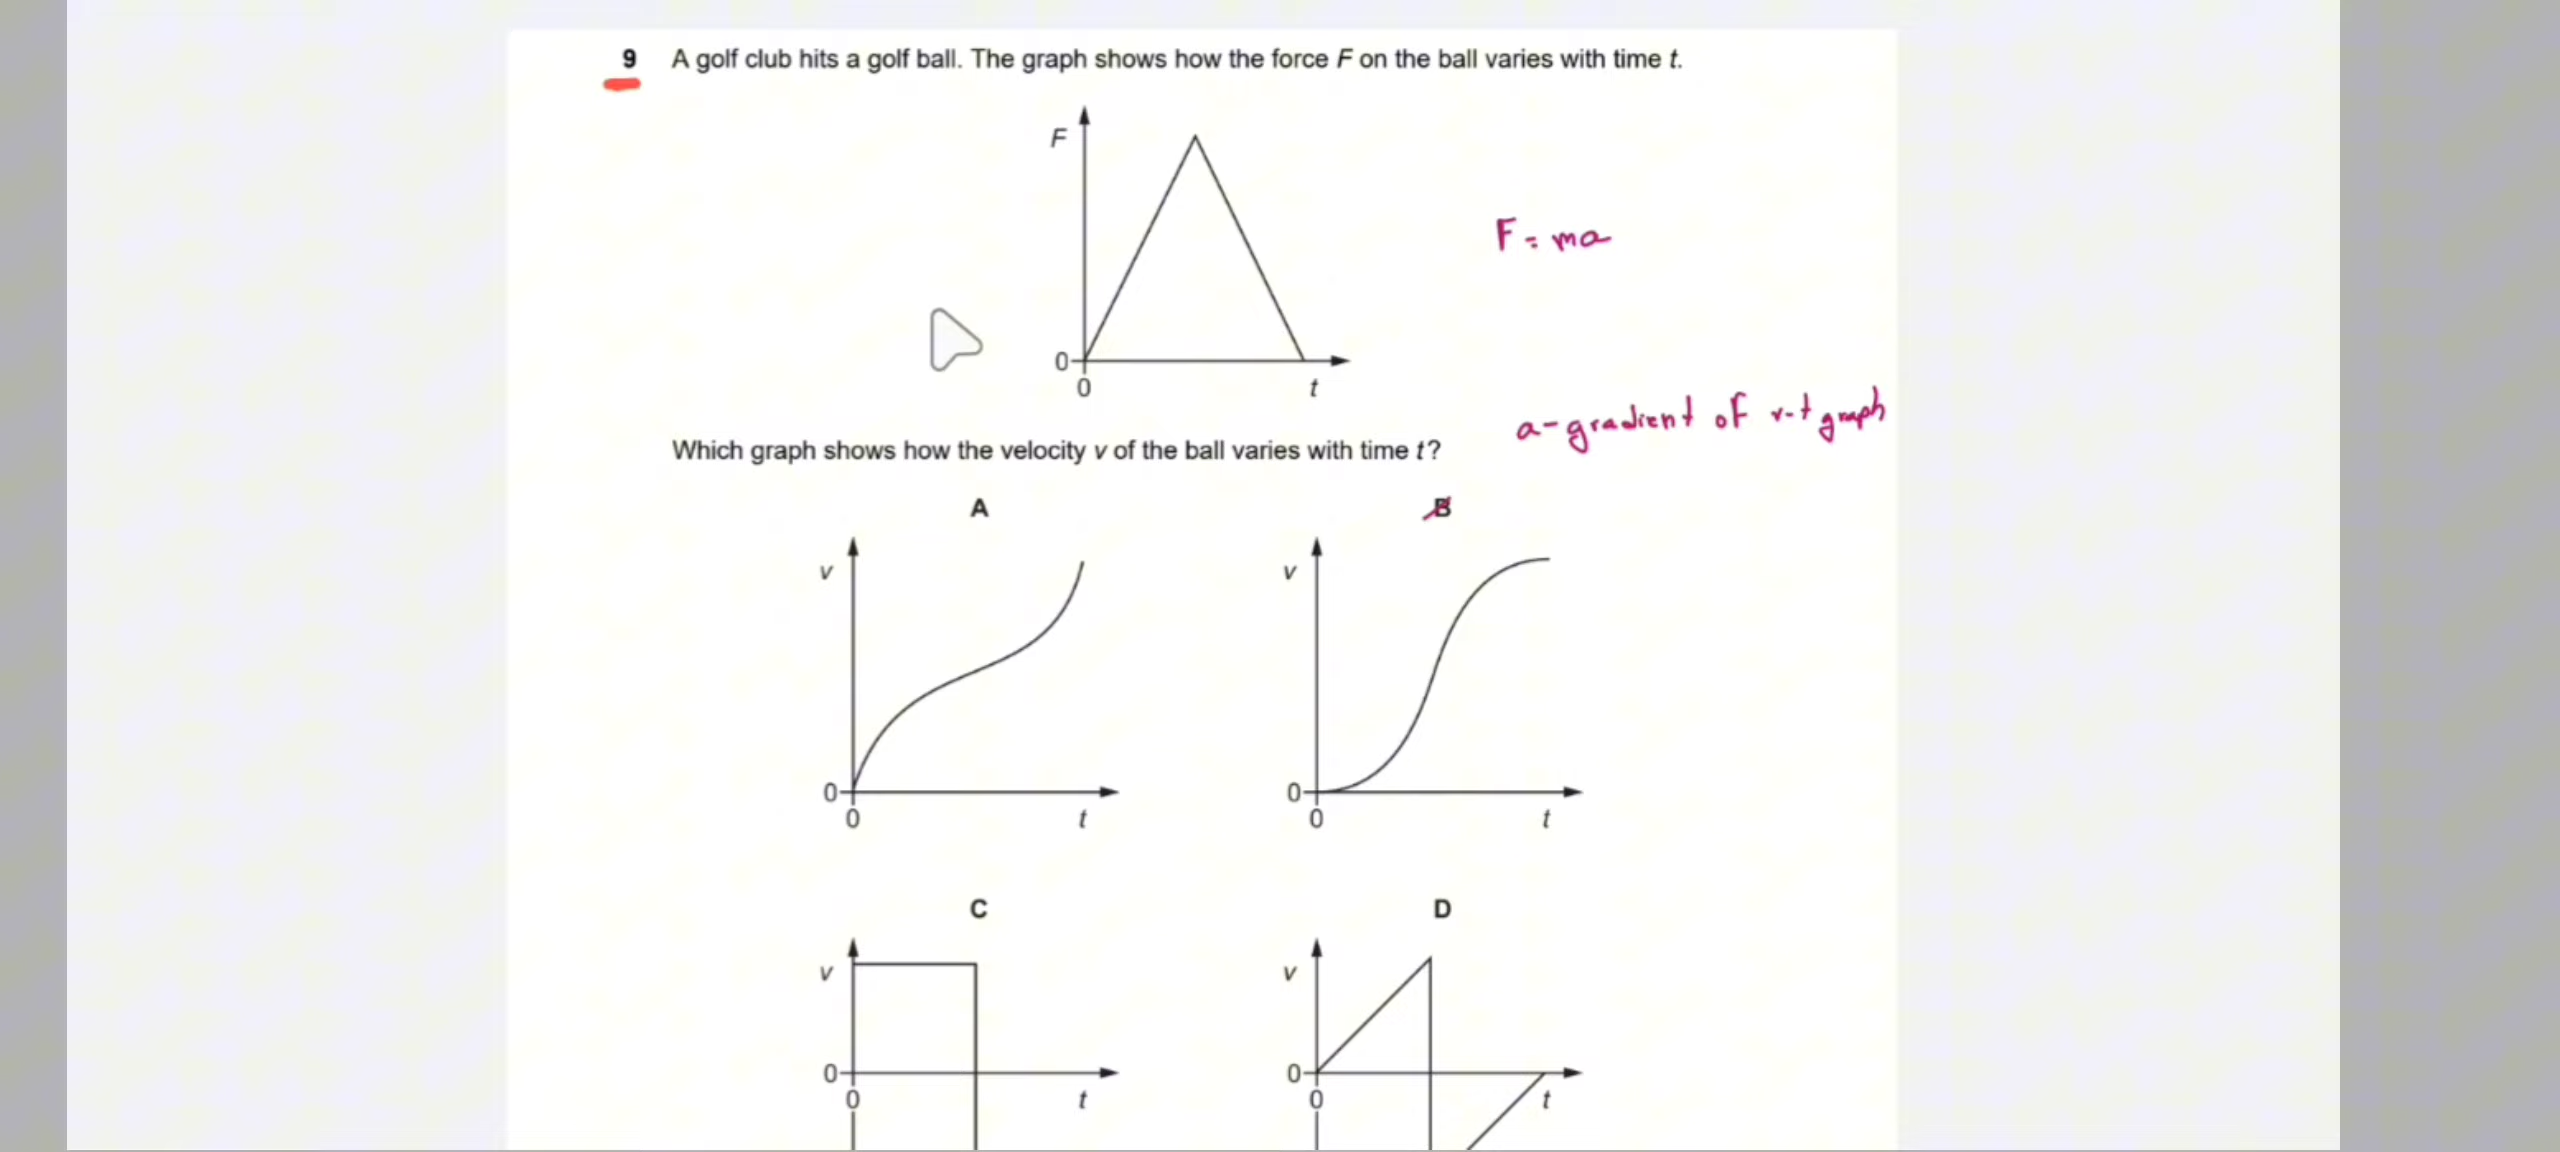 9 A golf club hits a golf ball. The graph shows how the force F on the ball varies with time t.
F
F = ma
0
0 t
a - gradient of v-t graph
Which graph shows how the velocity v of the ball varies with time t?
A B
v v
0 0
0 t 0 t
C D
v v
0 0
0 t 0 t